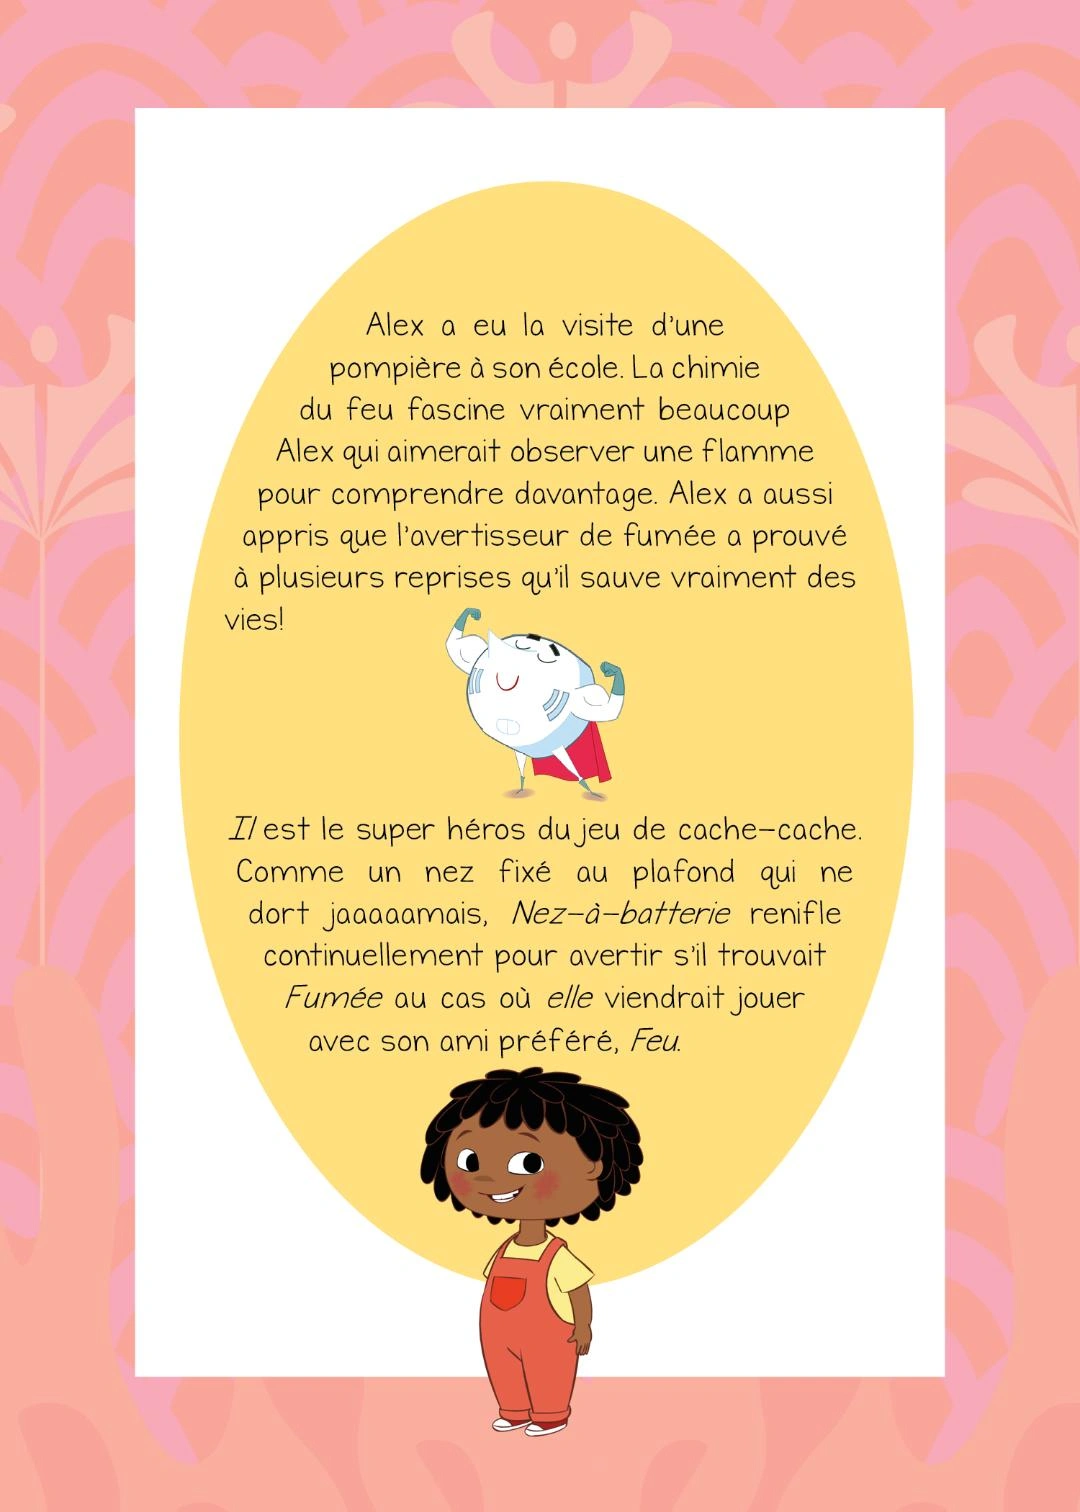 Alex a eu la visite d'une
pompière à son école. La chimie
du feu fascine vraiment beaucoup
Alex qui aimerait observer une flamme
pour comprendre davantage. Alex a aussi
appris que l'avertisseur de fumée a prouvé
à plusieurs reprises qu'il sauve vraiment des
vies!
Il est le super héros du jeu de cache-cache.
Comme un nez fixé au plafond qui ne
dort jaaaaamais, Nez-à-batterie renifle
continuellement pour avertir s'il trouvait
Fumée au cas où elle viendrait jouer
avec son ami préféré, Feu.